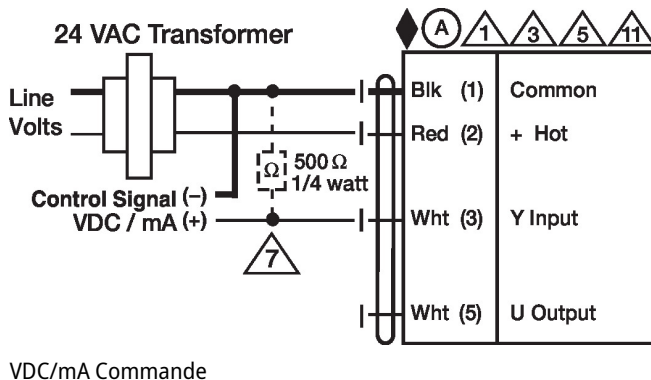 24 VAC Transformer
A 1 3 5 11
Line
Volts
Blk (1) Common
Red (2) + Hot
Ω 500 Ω
1/4 watt
Control Signal (–)
VDC / mA (+)
Wht (3) Y Input
7
Wht (5) U Output
VDC/mA Commande